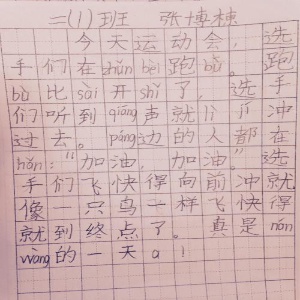 二(1)班 张博栋
今天运动会,选
手们在zhǔn bèi跑bù。跑
bù比sài开shǐ了,选手
们听到qiāng声就lì jí冲
过去。páng边的人都在
hǎn:“加油,加油。”选
手们飞快得向前冲就
像一只鸟一样飞快得
就到终点了。真是nán
wàng的一天a!